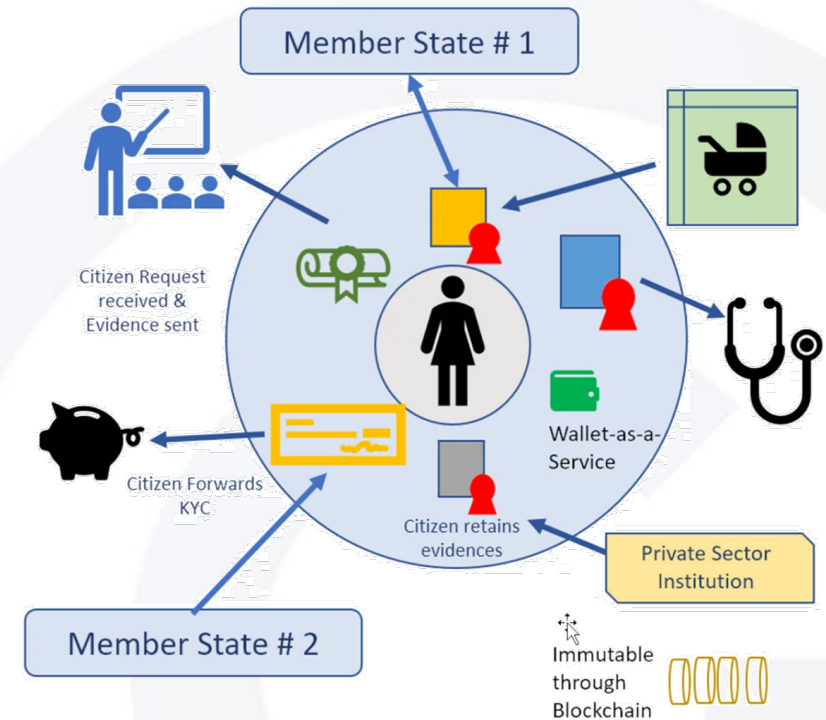 Member State # 1
Citizen Request
received &
Evidence sent
Wallet-as-a-
Service
Citizen Forwards
KYC
Citizen retains
evidences
Private Sector
Institution
Member State # 2
Immutable
through
Blockchain